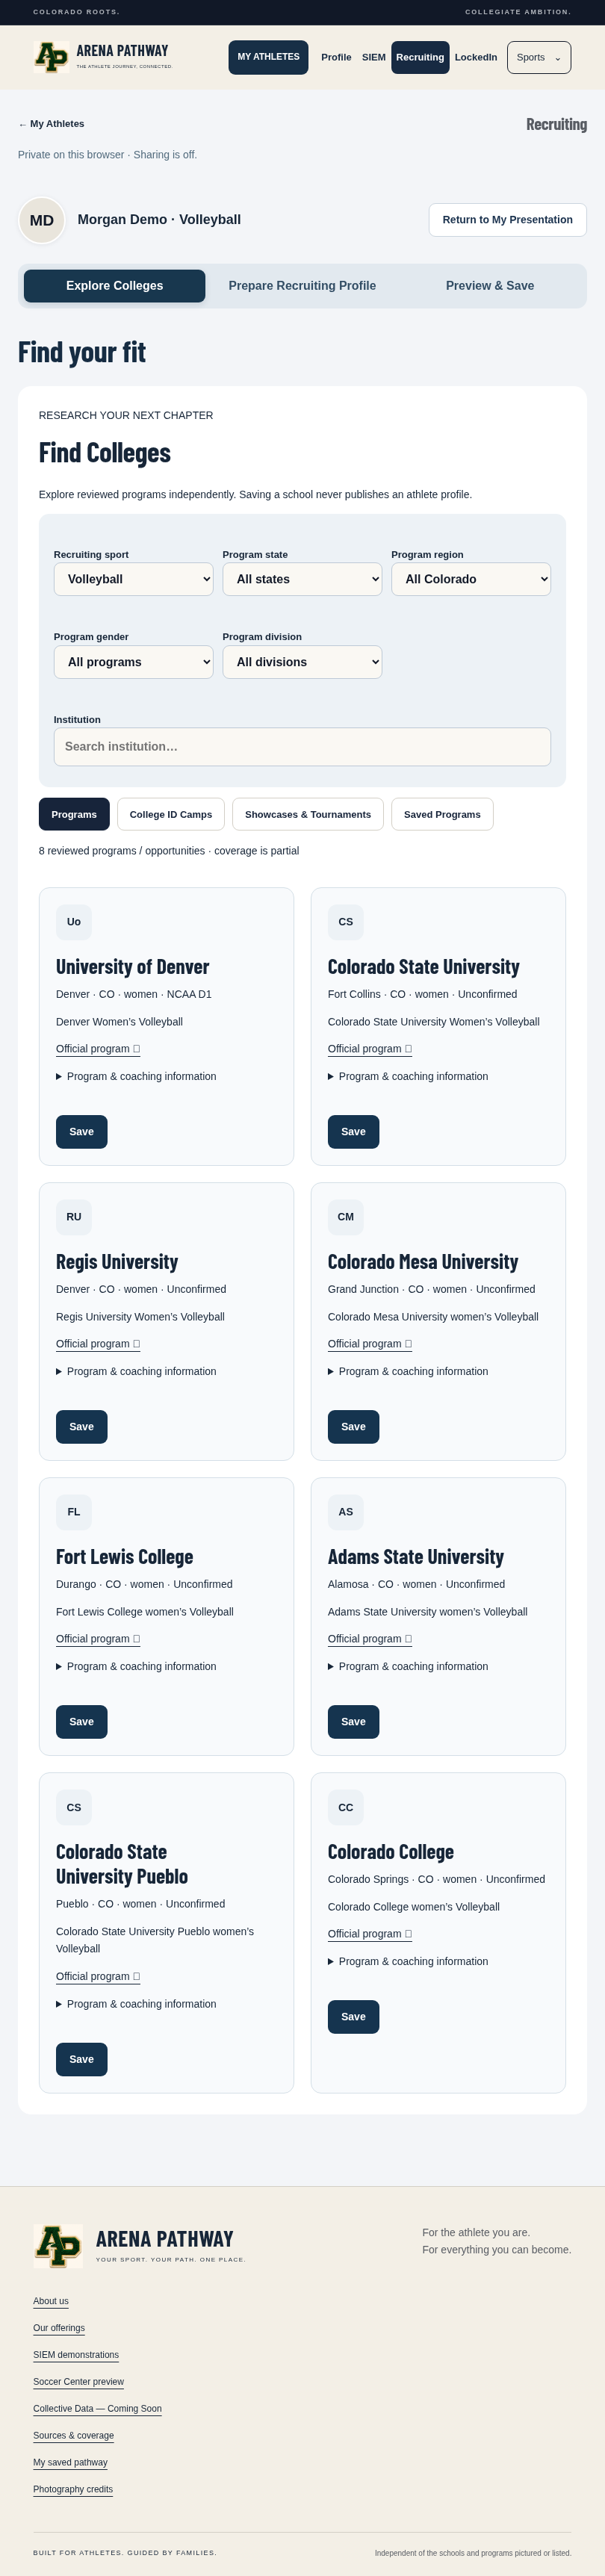 COLORADO ROOTS.
COLLEGIATE AMBITION.
AP
ARENA PATHWAY
THE ATHLETE JOURNEY, CONNECTED.
MY ATHLETES
Profile
SIEM
Recruiting
LockedIn
Sports
← My Athletes
Recruiting
Private on this browser · Sharing is off.
MD
Morgan Demo · Volleyball
Return to My Presentation
Explore Colleges
Prepare Recruiting Profile
Preview & Save
Find your fit
RESEARCH YOUR NEXT CHAPTER
Find Colleges
Explore reviewed programs independently. Saving a school never publishes an athlete profile.
Recruiting sport
Program state
Program region
Volleyball
All states
All Colorado
Program gender
Program division
All programs
All divisions
Institution
Search institution…
Programs
College ID Camps
Showcases & Tournaments
Saved Programs
8 reviewed programs / opportunities · coverage is partial
Uo
University of Denver
Denver · CO · women · NCAA D1
Denver Women's Volleyball
Official program
Program & coaching information
Save
CS
Colorado State University
Fort Collins · CO · women · Unconfirmed
Colorado State University Women's Volleyball
Official program
Program & coaching information
Save
RU
Regis University
Denver · CO · women · Unconfirmed
Regis University Women's Volleyball
Official program
Program & coaching information
Save
CM
Colorado Mesa University
Grand Junction · CO · women · Unconfirmed
Colorado Mesa University women's Volleyball
Official program
Program & coaching information
Save
FL
Fort Lewis College
Durango · CO · women · Unconfirmed
Fort Lewis College women's Volleyball
Official program
Program & coaching information
Save
AS
Adams State University
Alamosa · CO · women · Unconfirmed
Adams State University women's Volleyball
Official program
Program & coaching information
Save
CS
Colorado State
University Pueblo
Pueblo · CO · women · Unconfirmed
Colorado State University Pueblo women's
Volleyball
Official program
Program & coaching information
Save
CC
Colorado College
Colorado Springs · CO · women · Unconfirmed
Colorado College women's Volleyball
Official program
Program & coaching information
Save
AP
ARENA PATHWAY
YOUR SPORT. YOUR PATH. ONE PLACE.
For the athlete you are.
For everything you can become.
About us
Our offerings
SIEM demonstrations
Soccer Center preview
Collective Data — Coming Soon
Sources & coverage
My saved pathway
Photography credits
BUILT FOR ATHLETES. GUIDED BY FAMILIES.
Independent of the schools and programs pictured or listed.